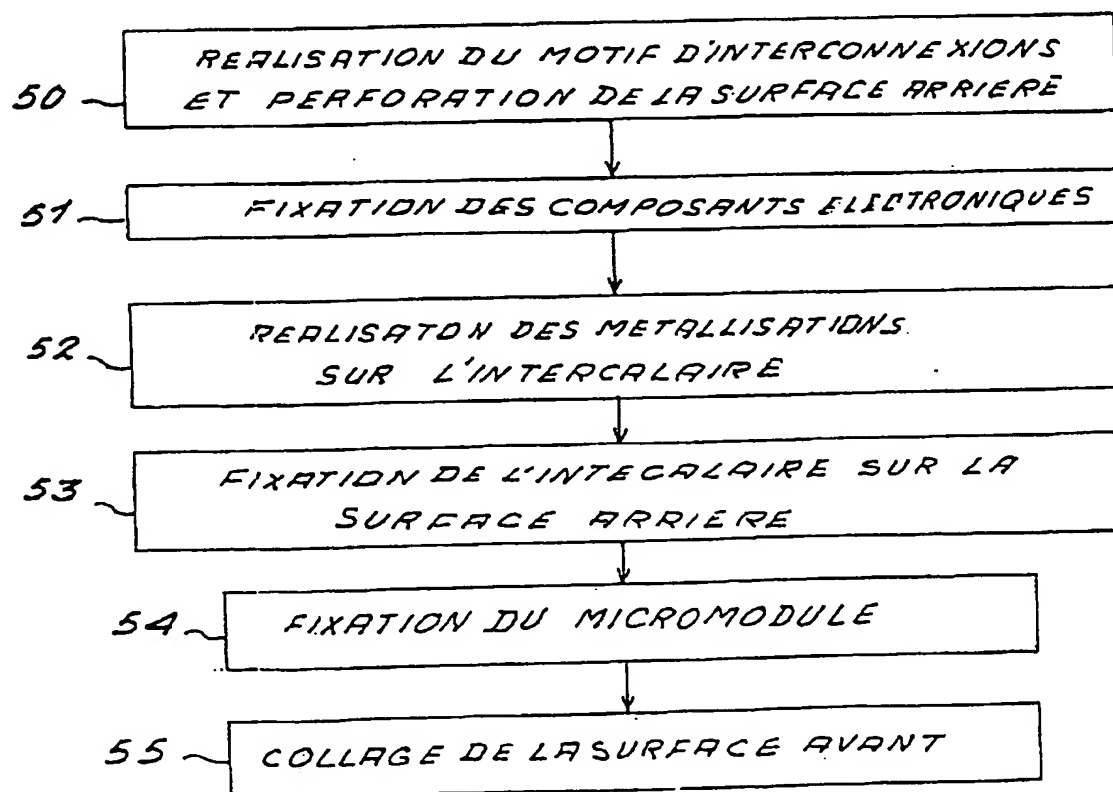 50
REALISATION DU MOTIF D'INTERCONNEXIONS
ET PERFORATION DE LA SURFACE ARRIERE
51
FIXATION DES COMPOSANTS ELECTRONIQUES
52
REALISATON DES METALLISATIONS.
SUR L'INTERCALAIRE
53
FIXATION DE L'INTECALAIRE SUR LA
SURFACE ARRIERE
54
FIXATION DU MICROMODULE
55
COLLAGE DE LA SURFACE AVANT